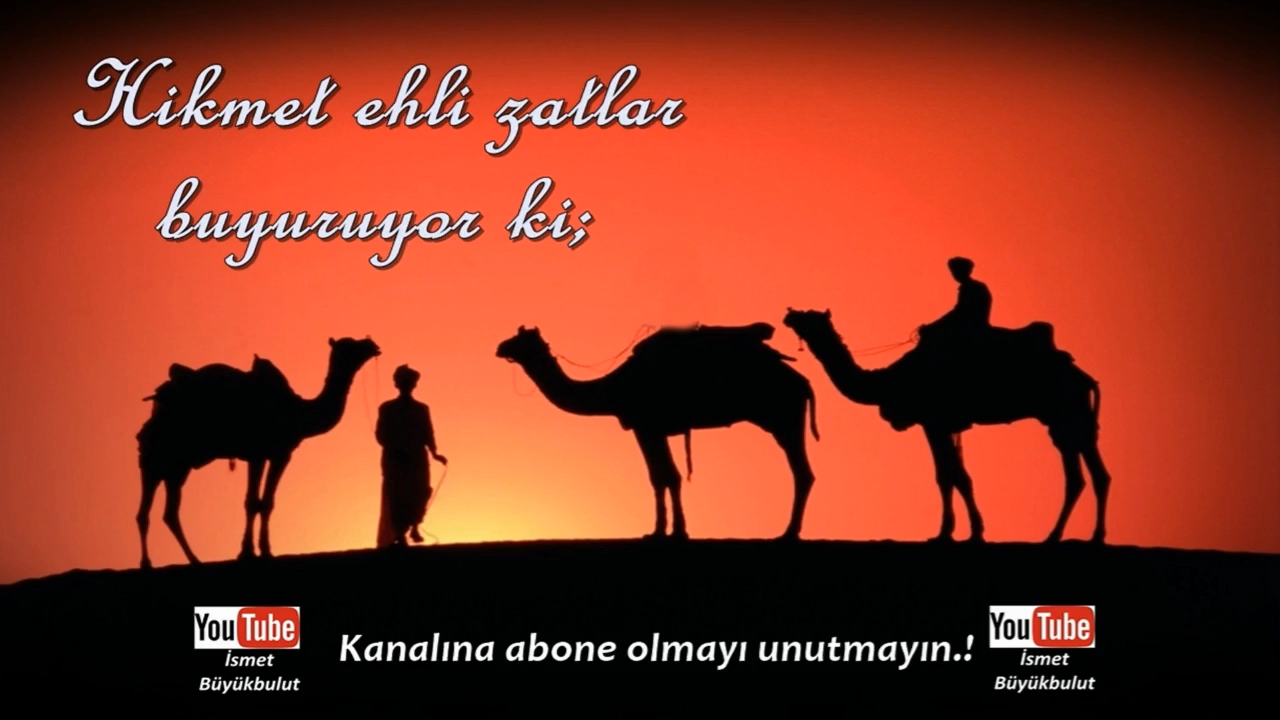 Hikmet ehli zatlar
buyuruyor ki;
YouTube
İsmet
Büyükbulut
Kanalına abone olmayı unutmayın.!
YouTube
İsmet
Büyükbulut